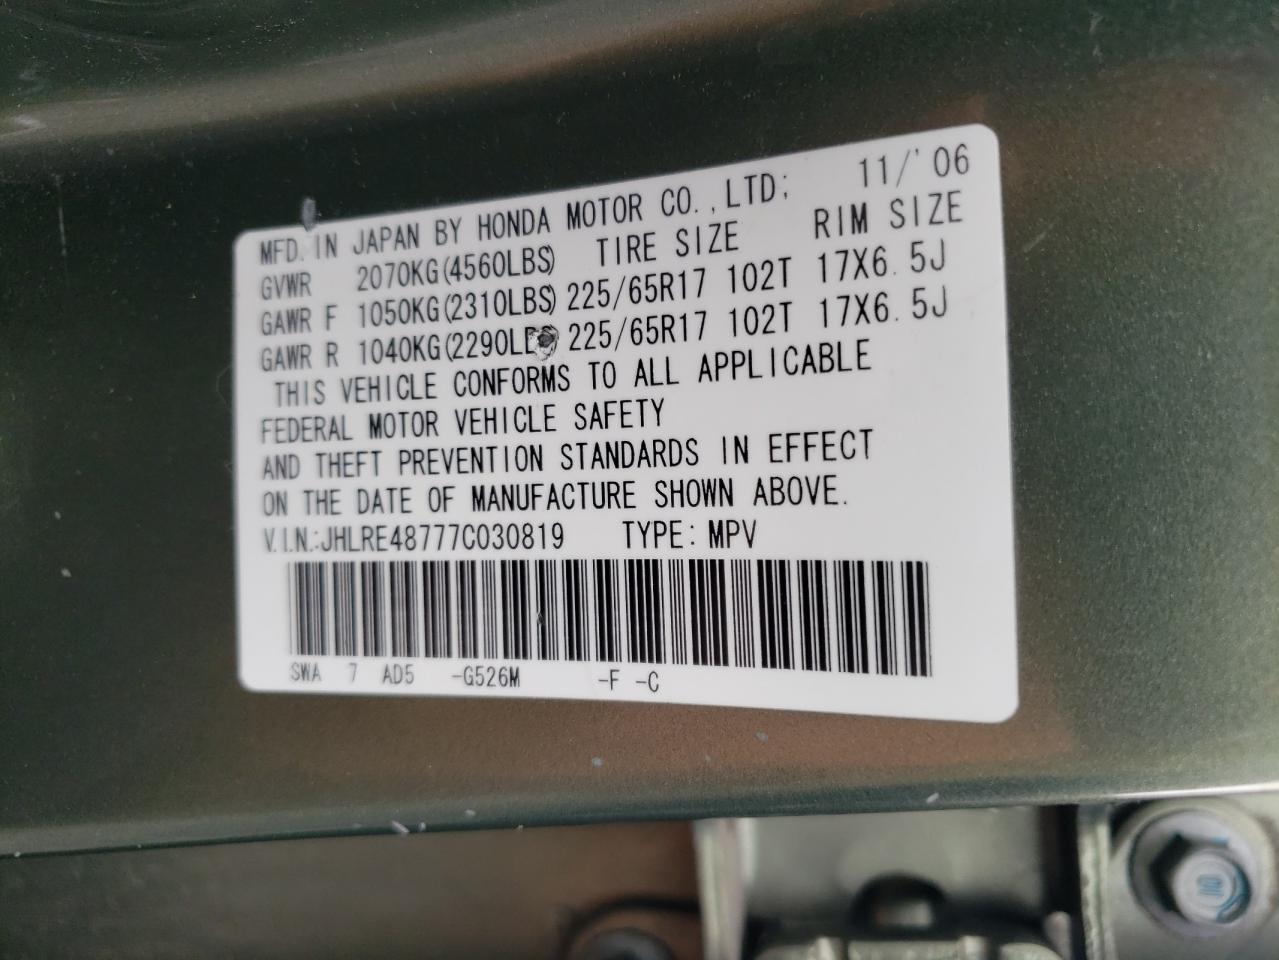 MFD. IN JAPAN BY HONDA MOTOR CO., LTD; 11/'06
GVWR 2070KG(4560LBS) TIRE SIZE RIM SIZE
GAWR F 1050KG(2310LBS) 225/65R17 102T 17X6.5J
GAWR R 1040KG(2290LB 225/65R17 102T 17X6.5J
THIS VEHICLE CONFORMS TO ALL APPLICABLE
FEDERAL MOTOR VEHICLE SAFETY
AND THEFT PREVENTION STANDARDS IN EFFECT
ON THE DATE OF MANUFACTURE SHOWN ABOVE.
V.I.N.:JHLRE48777C030819 TYPE: MPV
SWA 7 AD5 -G526M -F -C